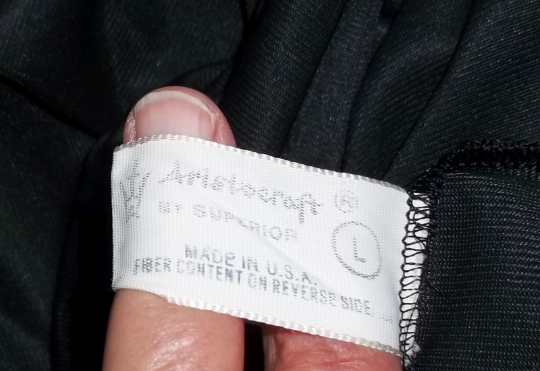 Aristocraft ®
BY SUPERIOR
L
MADE IN U.S.A.
FIBER CONTENT ON REVERSE SIDE